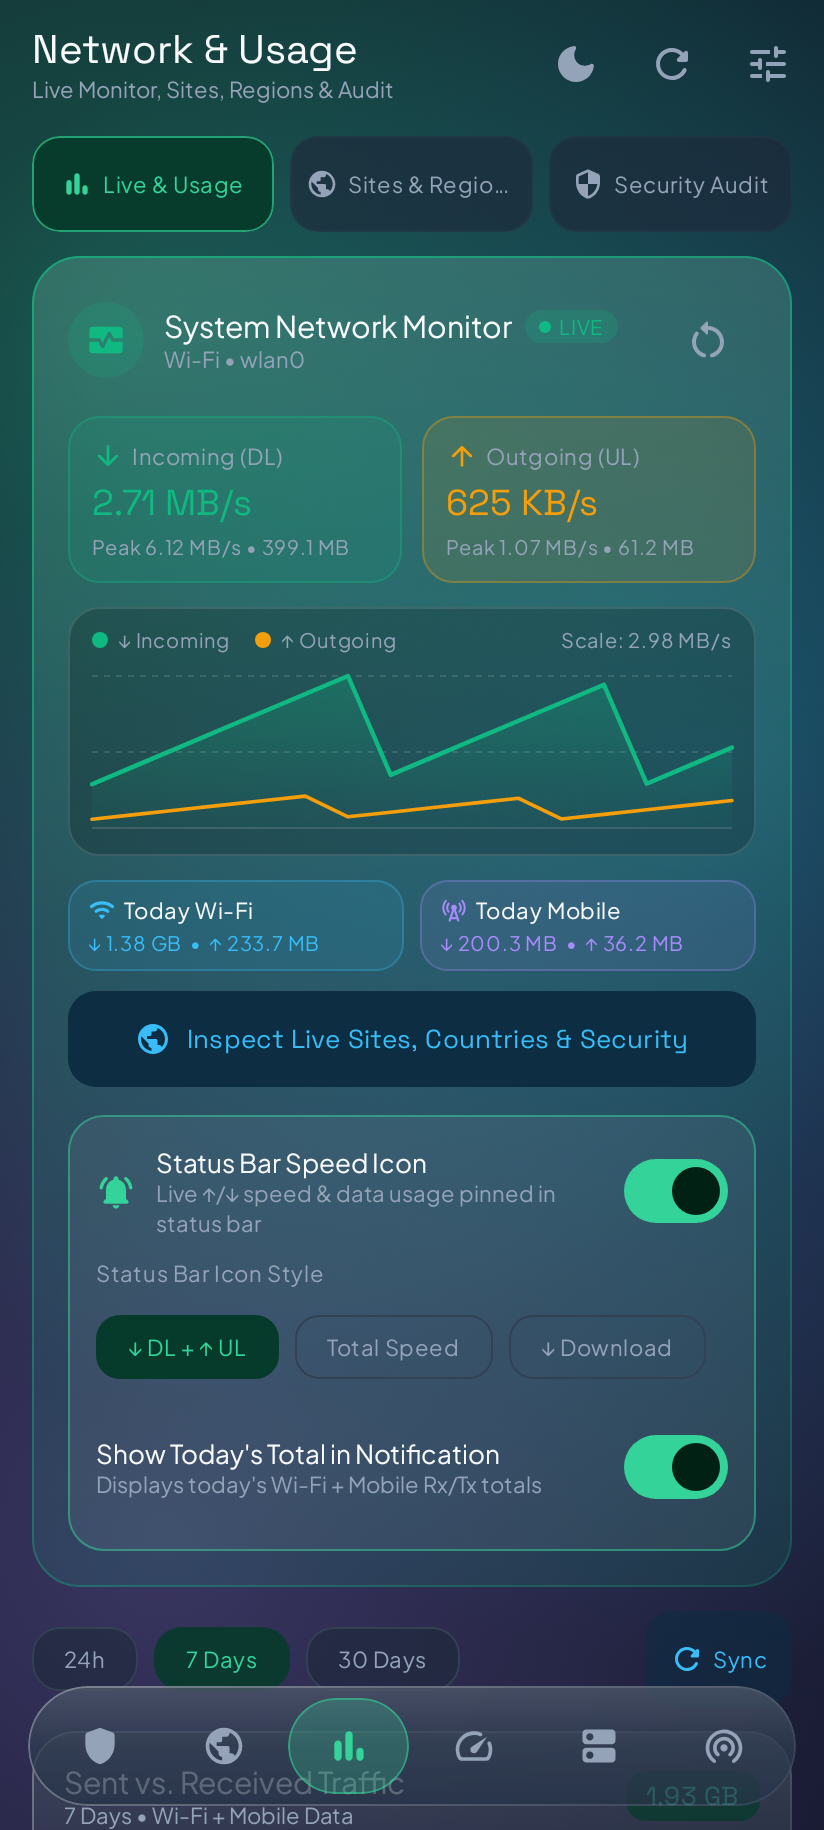 Network & Usage
Live Monitor, Sites, Regions & Audit
Live & Usage
Sites & Regio...
Security Audit
System Network Monitor
LIVE
Wi-Fi • wlan0
↓ Incoming (DL)
2.71 MB/s
Peak 6.12 MB/s • 399.1 MB
↑ Outgoing (UL)
625 KB/s
Peak 1.07 MB/s • 61.2 MB
↓ Incoming
↑ Outgoing
Scale: 2.98 MB/s
Today Wi-Fi
↓ 1.38 GB • ↑ 233.7 MB
Today Mobile
↓ 200.3 MB • ↑ 36.2 MB
Inspect Live Sites, Countries & Security
Status Bar Speed Icon
Live ↑/↓ speed & data usage pinned in
status bar
Status Bar Icon Style
↓ DL + ↑ UL
Total Speed
↓ Download
Show Today's Total in Notification
Displays today's Wi-Fi + Mobile Rx/Tx totals
24h
7 Days
30 Days
Sync
Sent vs. Received Traffic
1.93 GB
7 Days • Wi-Fi + Mobile Data